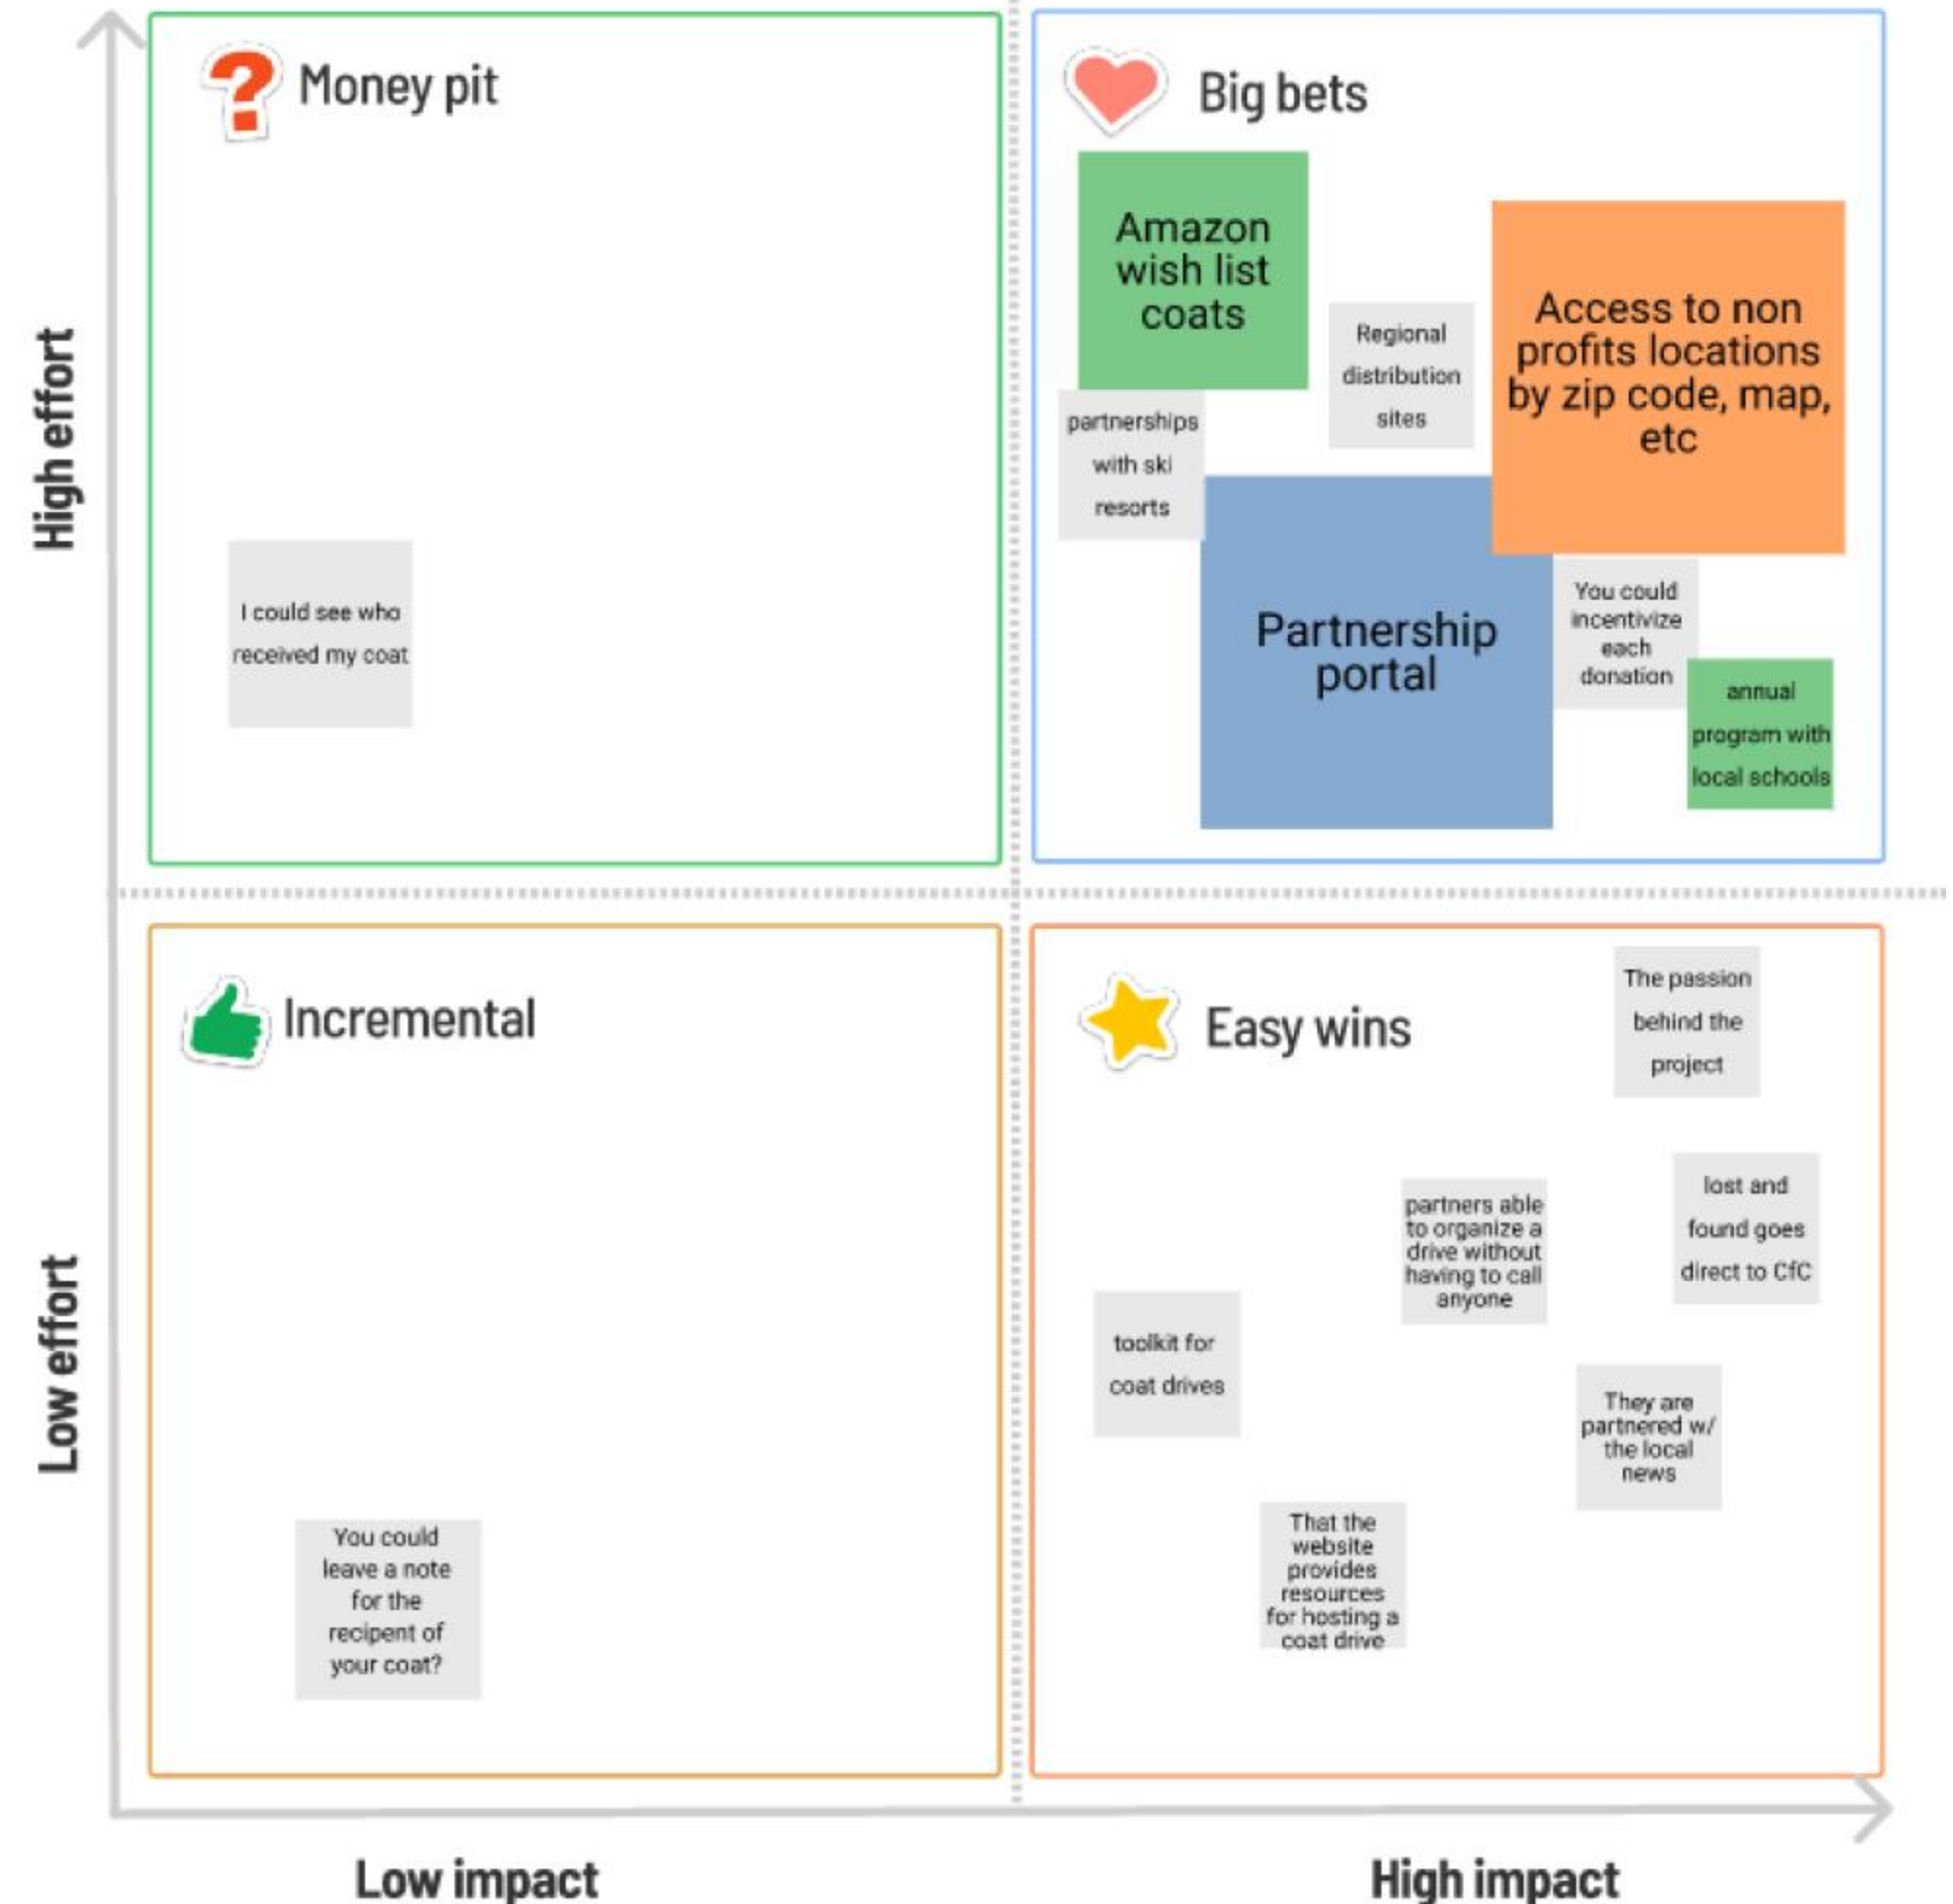 Money pit
I could see who
received my coat
Big bets
Amazon
wish list
coats
Regional
distribution
sites
Access to non
profits locations
by zip code, map,
etc
partnerships
with ski
resorts
Partnership
portal
You could
incentivize
each
donation
annual
program with
local schools
High effort
Incremental
You could
leave a note
for the
recipent of
your coat?
Easy wins
The passion
behind the
project
partners able
to organize a
drive without
having to call
anyone
lost and
found goes
direct to CfC
toolkit for
coat drives
They are
partnered w/
the local
news
That the
website
provides
resources
for hosting a
coat drive
Low effort
Low impact
High impact